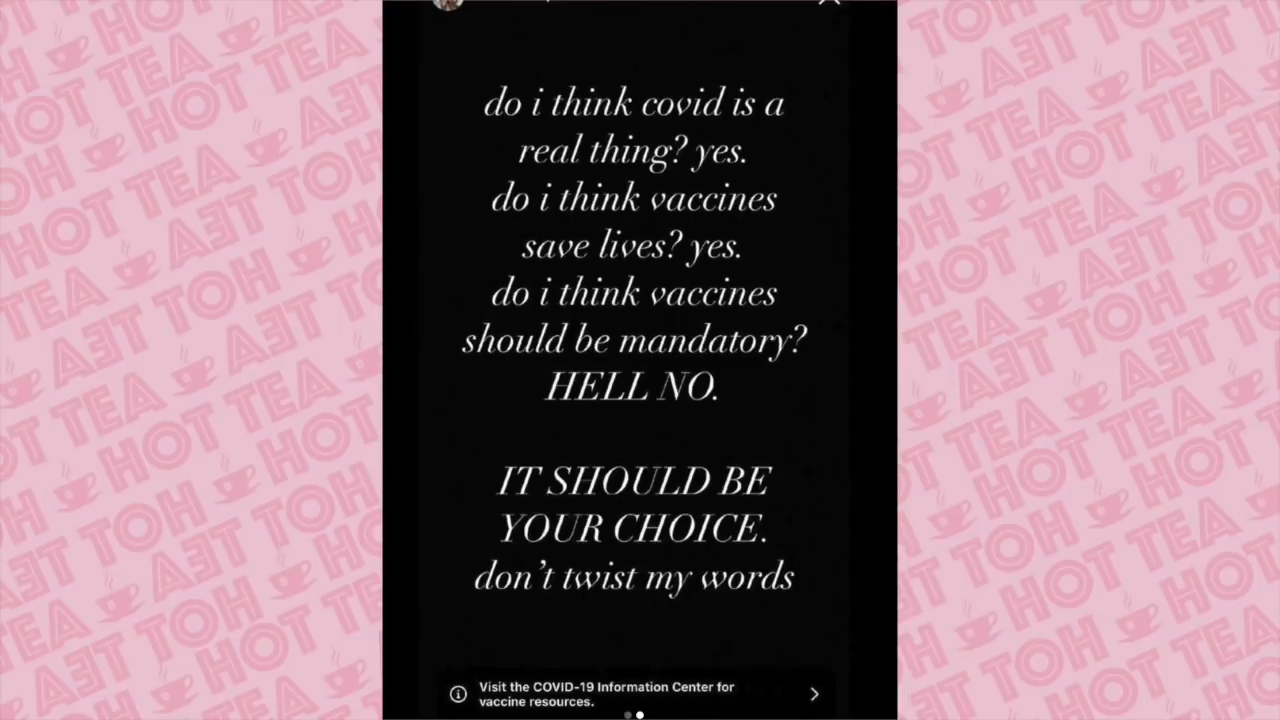 do i think covid is a
real thing? yes.
do i think vaccines
save lives? yes.
do i think vaccines
should be mandatory?
HELL NO.
IT SHOULD BE
YOUR CHOICE.
don't twist my words
Visit the COVID-19 Information Center for
vaccine resources.
HOT TEA